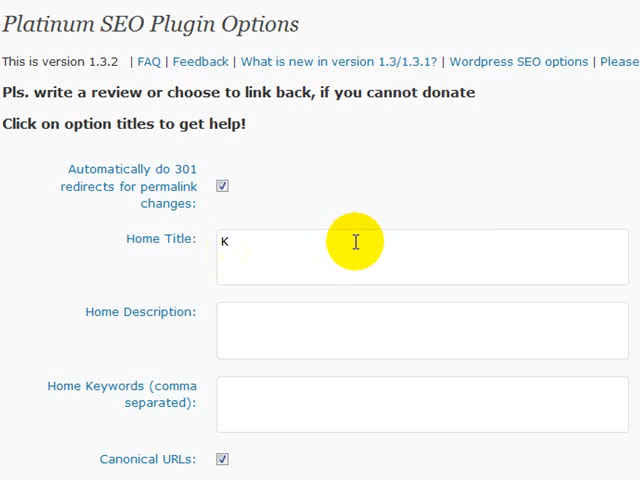 Platinum SEO Plugin Options
This is version 1.3.2 | FAQ | Feedback | What is new in version 1.3/1.3.1? | Wordpress SEO options | Please
Pls. write a review or choose to link back, if you cannot donate
Click on option titles to get help!
Automatically do 301
redirects for permalink
changes:
Home Title:
K
Home Description:
Home Keywords (comma
separated):
Canonical URLs: